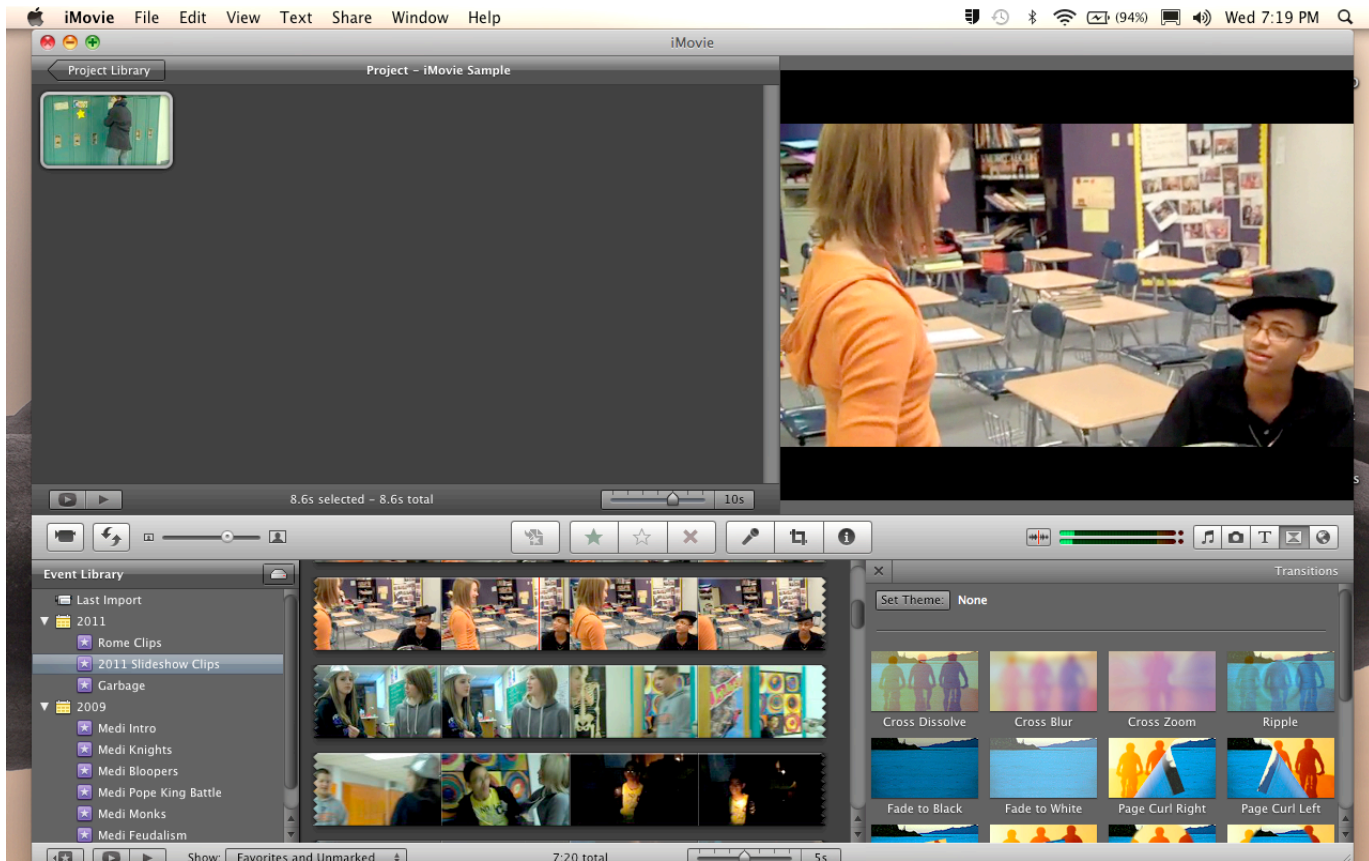 iMovie File Edit View Text Share Window Help (94%) Wed 7:19 PM
iMovie
Project Library Project – iMovie Sample
8.6s selected – 8.6s total 10s
T
Event Library
Last Import
2011
Rome Clips
2011 Slideshow Clips
Garbage
2009
Medi Intro
Medi Knights
Medi Bloopers
Medi Pope King Battle
Medi Monks
Medi Feudalism
Transitions
Set Theme: None
Cross Dissolve Cross Blur Cross Zoom Ripple
Fade to Black Fade to White Page Curl Right Page Curl Left
Show: Favorites and Unmarked 7:20 total 5s